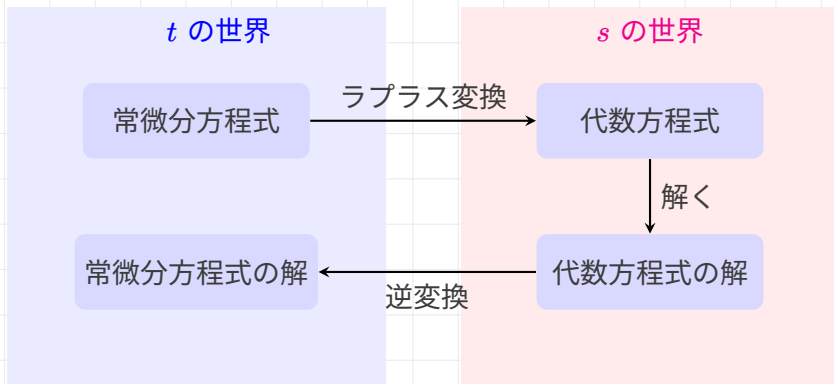 t の世界
s の世界
ラプラス変換
常微分方程式
代数方程式
解く
常微分方程式の解
代数方程式の解
逆変換